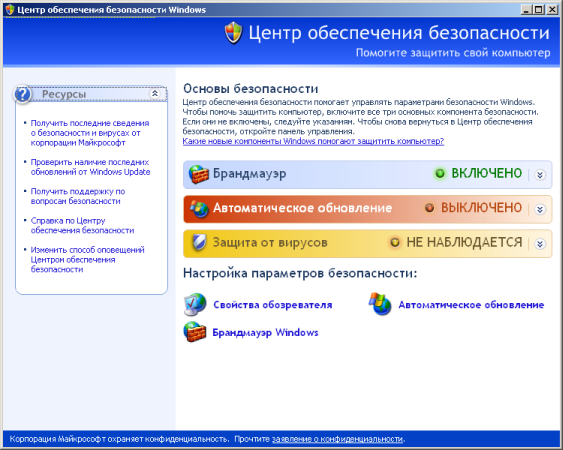 Центр обеспечения безопасности Windows
Центр обеспечения безопасности
Помогите защитить свой компьютер
Ресурсы
Получить последние сведения
о безопасности и вирусах от
корпорации Майкрософт
Проверить наличие последних
обновлений от Windows Update
Получить поддержку по
вопросам безопасности
Справка по Центру
обеспечения безопасности
Изменить способ оповещений
Центром обеспечения
безопасности
Основы безопасности
Центр обеспечения безопасности помогает управлять параметрами безопасности Windows.
Чтобы помочь защитить компьютер, включите все три основных компонента безопасности.
Если они не включены, следуйте указаниям. Чтобы снова вернуться в Центр обеспечения
безопасности, откройте панель управления.
Какие новые компоненты Windows помогают защитить компьютер?
Брандмауэр ВКЛЮЧЕНО
Автоматическое обновление ВЫКЛЮЧЕНО
Защита от вирусов НЕ НАБЛЮДАЕТСЯ
Настройка параметров безопасности:
Свойства обозревателя Автоматическое обновление
Брандмауэр Windows
Корпорация Майкрософт охраняет конфиденциальность. Прочтите заявление о конфиденциальности.